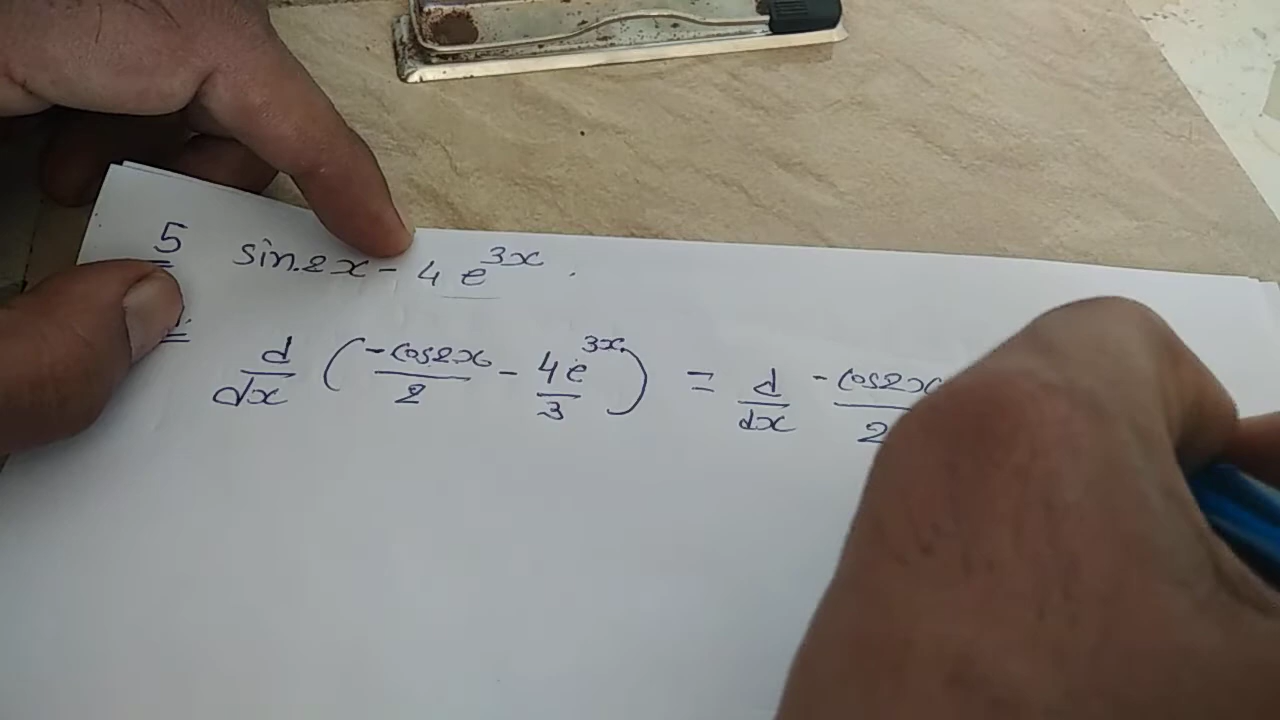 5 sin2x - 4e^{3x}.
d/dx (-cos2x/2 - 4e^{3x}/3) = d/dx -cos2x/2